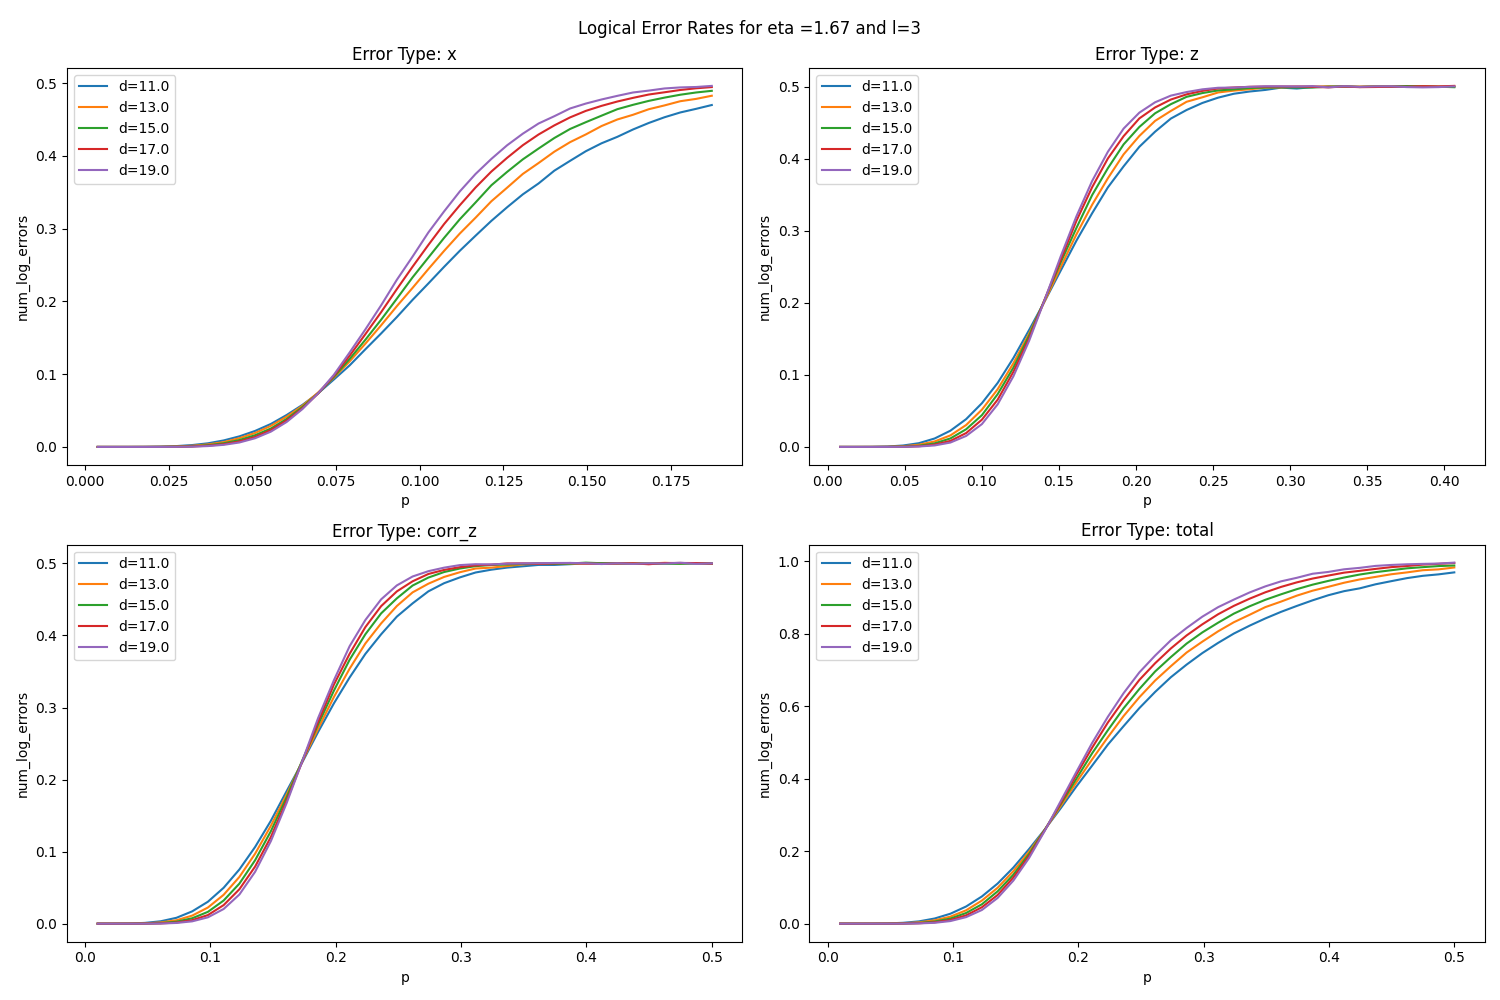 Logical Error Rates for eta =1.67 and l=3
Error Type: x
num_log_errors
0.5
0.4
0.3
0.2
0.1
0.0
d=11.0
d=13.0
d=15.0
d=17.0
d=19.0
0.000 0.025 0.050 0.075 0.100 0.125 0.150 0.175
p
Error Type: z
num_log_errors
0.5
0.4
0.3
0.2
0.1
0.0
d=11.0
d=13.0
d=15.0
d=17.0
d=19.0
0.00 0.05 0.10 0.15 0.20 0.25 0.30 0.35 0.40
p
Error Type: corr_z
num_log_errors
0.5
0.4
0.3
0.2
0.1
0.0
d=11.0
d=13.0
d=15.0
d=17.0
d=19.0
0.0 0.1 0.2 0.3 0.4 0.5
p
Error Type: total
num_log_errors
1.0
0.8
0.6
0.4
0.2
0.0
d=11.0
d=13.0
d=15.0
d=17.0
d=19.0
0.0 0.1 0.2 0.3 0.4 0.5
p